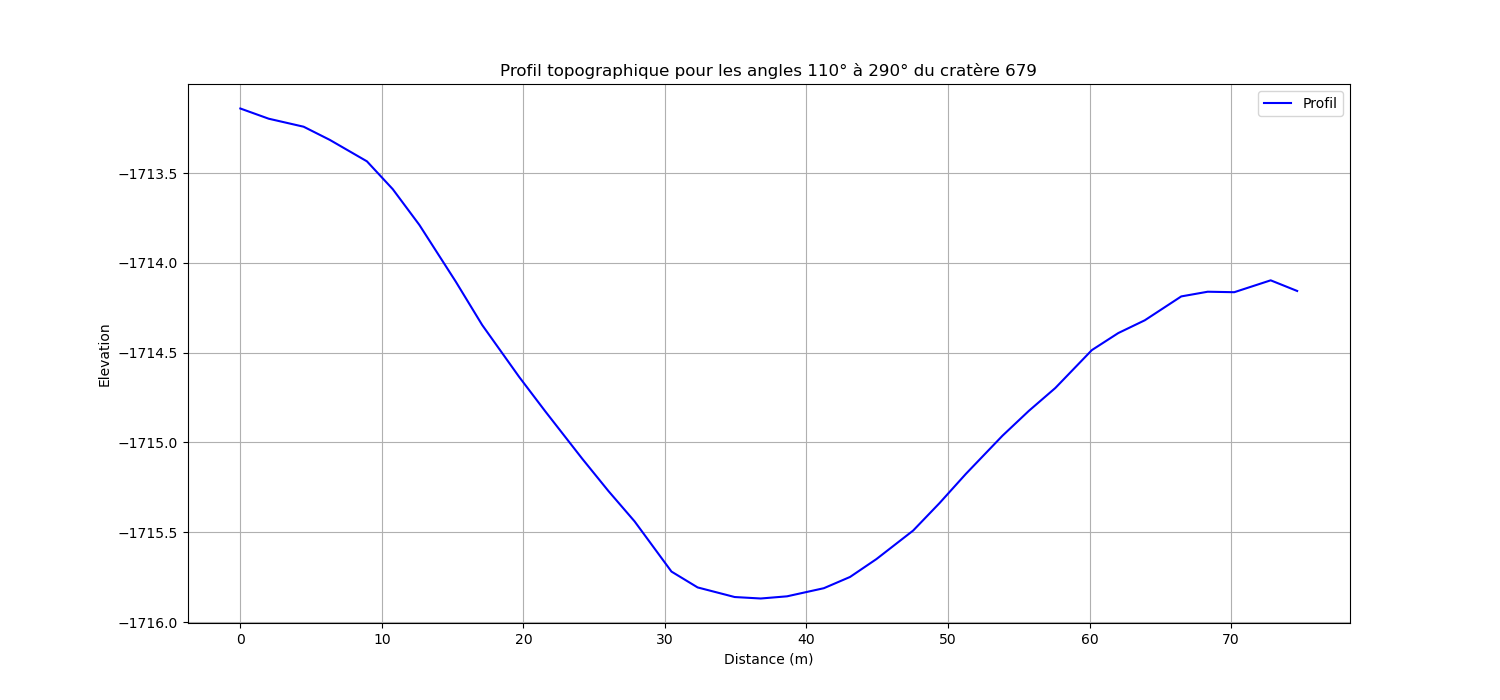 Profil topographique pour les angles 110° à 290° du cratère 679
Profil
−1713.5
−1714.0
−1714.5
−1715.0
−1715.5
−1716.0
Elevation
0 10 20 30 40 50 60 70
Distance (m)